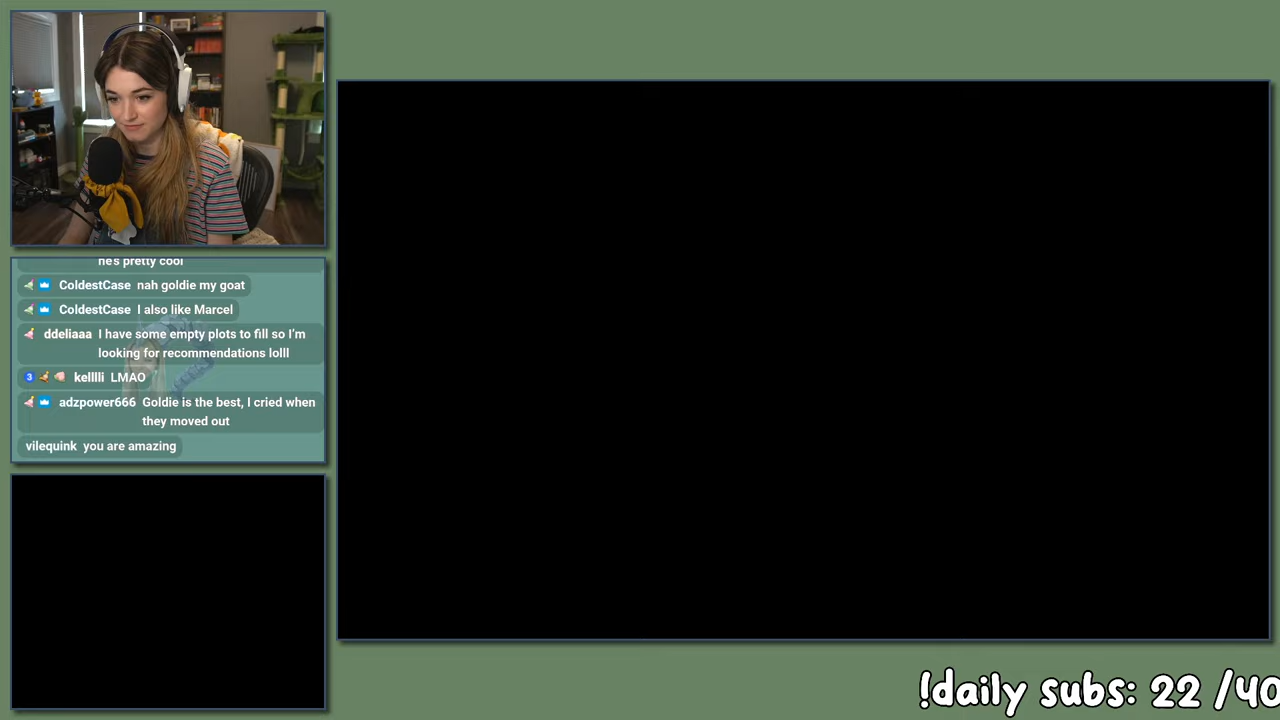 he's pretty cool
ColdestCase nah goldie my goat
ColdestCase I also like Marcel
ddeliaaa I have some empty plots to fill so I'm
looking for recommendations lolll
3 kelllli LMAO
adzpower666 Goldie is the best, I cried when
they moved out
vilequink you are amazing
!daily subs: 22 /40